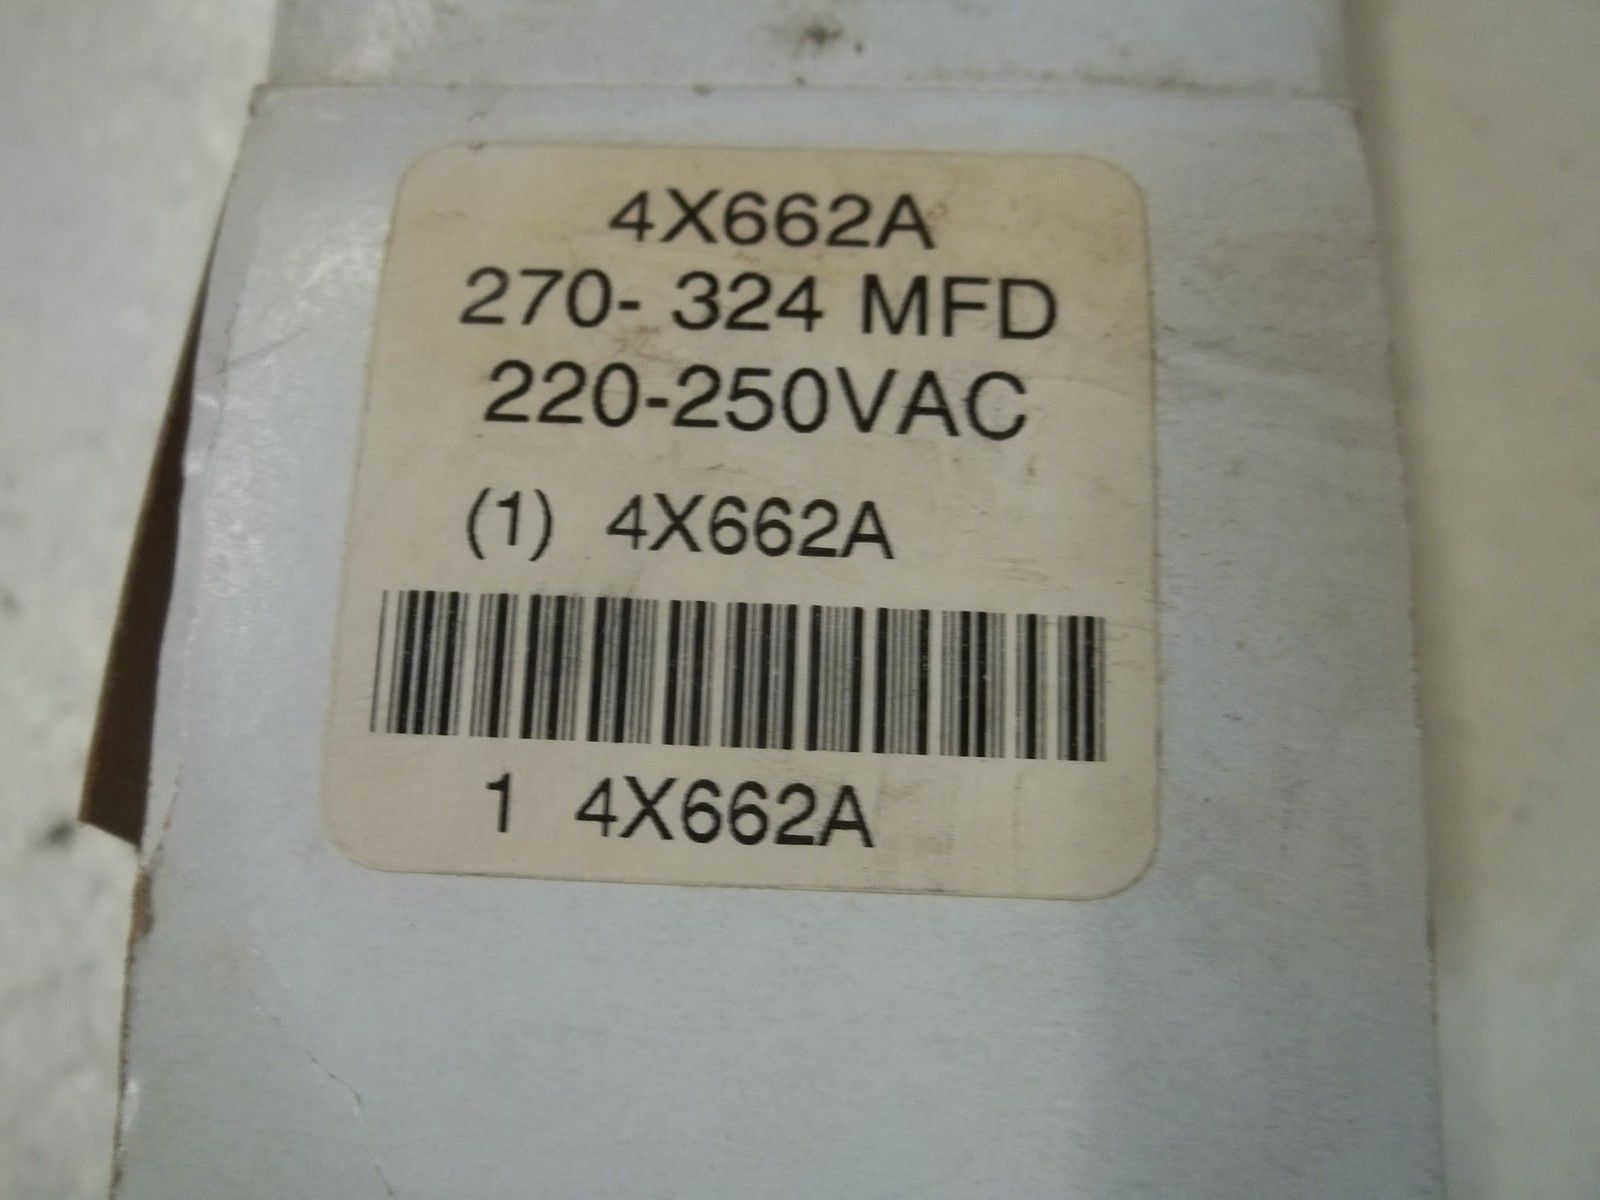 4X662A
270- 324 MFD
220-250VAC
(1) 4X662A
1 4X662A